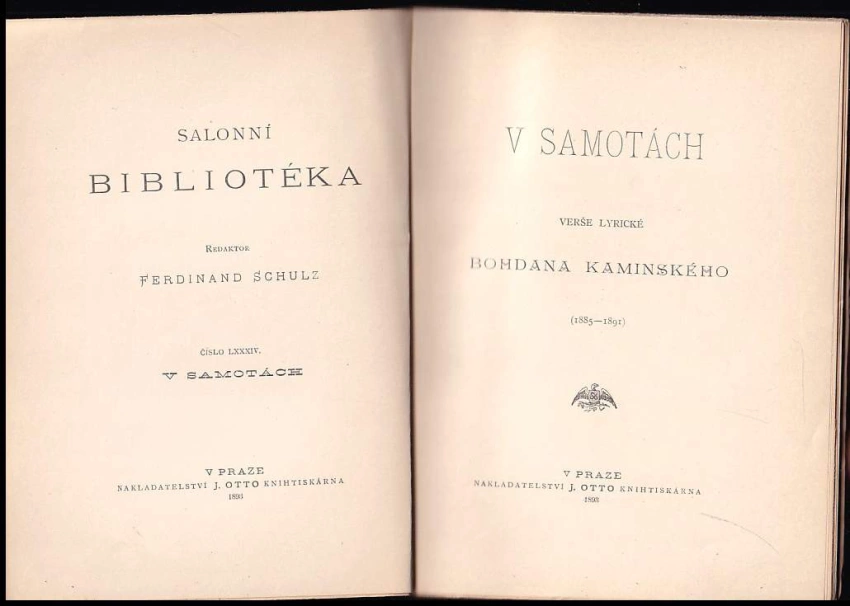 SALONNÍ
BIBLIOTÉKA
REDAKTOR
FERDINAND SCHULZ
ČÍSLO LXXXIV.
V SAMOTÁCH
V PRAZE
NAKLADATELSTVÍ J. OTTO KNIHTISKÁRNA
1893
V SAMOTÁCH
VERŠE LYRICKÉ
BOHDANA KAMINSKÉHO
(1885—1891)
V PRAZE
NAKLADATELSTVÍ J. OTTO KNIHTISKÁRNA
1893